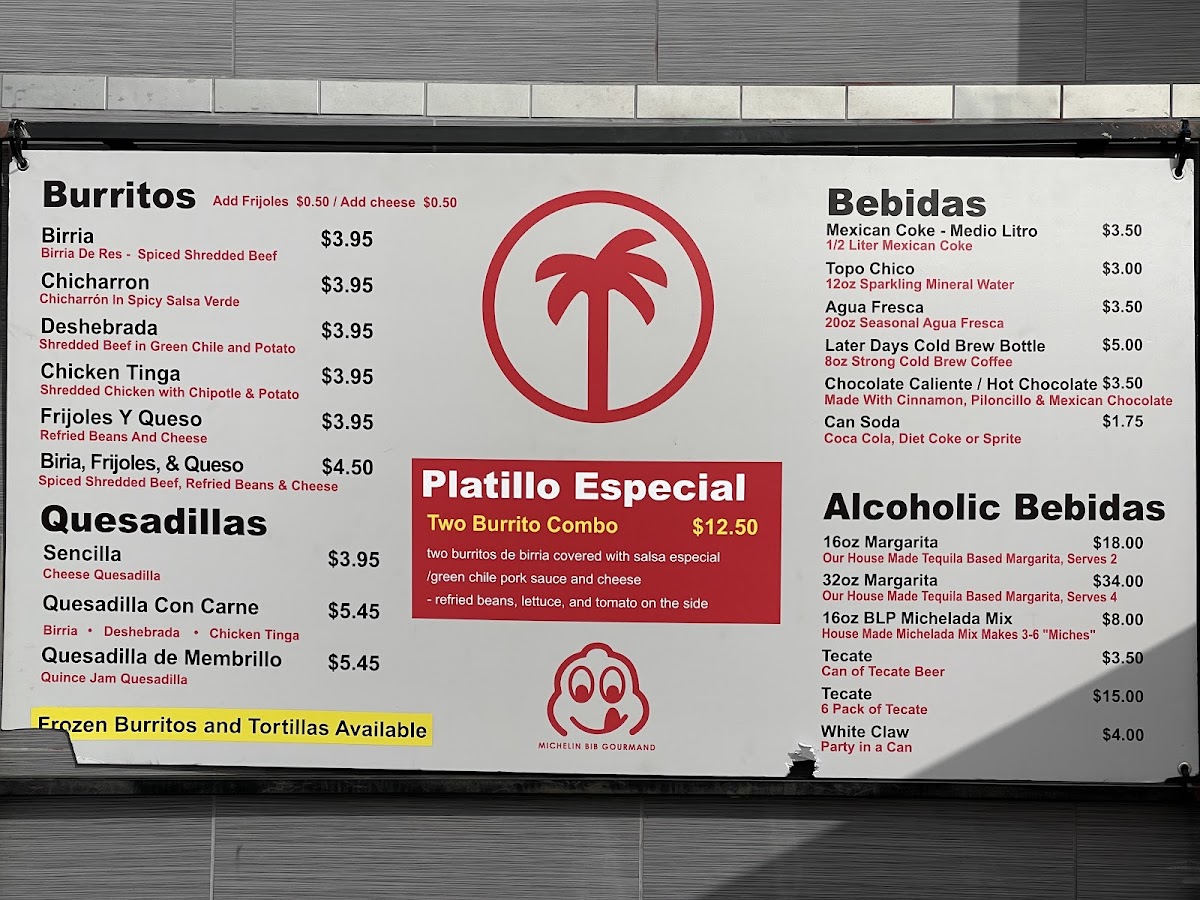 Burritos Add Frijoles $0.50 / Add cheese $0.50
Birria $3.95
Birria De Res - Spiced Shredded Beef
Chicharron $3.95
Chicharrón In Spicy Salsa Verde
Deshebrada $3.95
Shredded Beef in Green Chile and Potato
Chicken Tinga $3.95
Shredded Chicken with Chipotle & Potato
Frijoles Y Queso $3.95
Refried Beans And Cheese
Biria, Frijoles, & Queso $4.50
Spiced Shredded Beef, Refried Beans & Cheese
Quesadillas
Sencilla $3.95
Cheese Quesadilla
Quesadilla Con Carne $5.45
Birria • Deshebrada • Chicken Tinga
Quesadilla de Membrillo $5.45
Quince Jam Quesadilla
Frozen Burritos and Tortillas Available
Platillo Especial
Two Burrito Combo $12.50
two burritos de birria covered with salsa especial
/green chile pork sauce and cheese
- refried beans, lettuce, and tomato on the side
MICHELIN BIB GOURMAND
Bebidas
Mexican Coke - Medio Litro $3.50
1/2 Liter Mexican Coke
Topo Chico $3.00
12oz Sparkling Mineral Water
Agua Fresca $3.50
20oz Seasonal Agua Fresca
Later Days Cold Brew Bottle $5.00
8oz Strong Cold Brew Coffee
Chocolate Caliente / Hot Chocolate $3.50
Made With Cinnamon, Piloncillo & Mexican Chocolate
Can Soda $1.75
Coca Cola, Diet Coke or Sprite
Alcoholic Bebidas
16oz Margarita $18.00
Our House Made Tequila Based Margarita, Serves 2
32oz Margarita $34.00
Our House Made Tequila Based Margarita, Serves 4
16oz BLP Michelada Mix $8.00
House Made Michelada Mix Makes 3-6 "Miches"
Tecate $3.50
Can of Tecate Beer
Tecate $15.00
6 Pack of Tecate
White Claw $4.00
Party in a Can